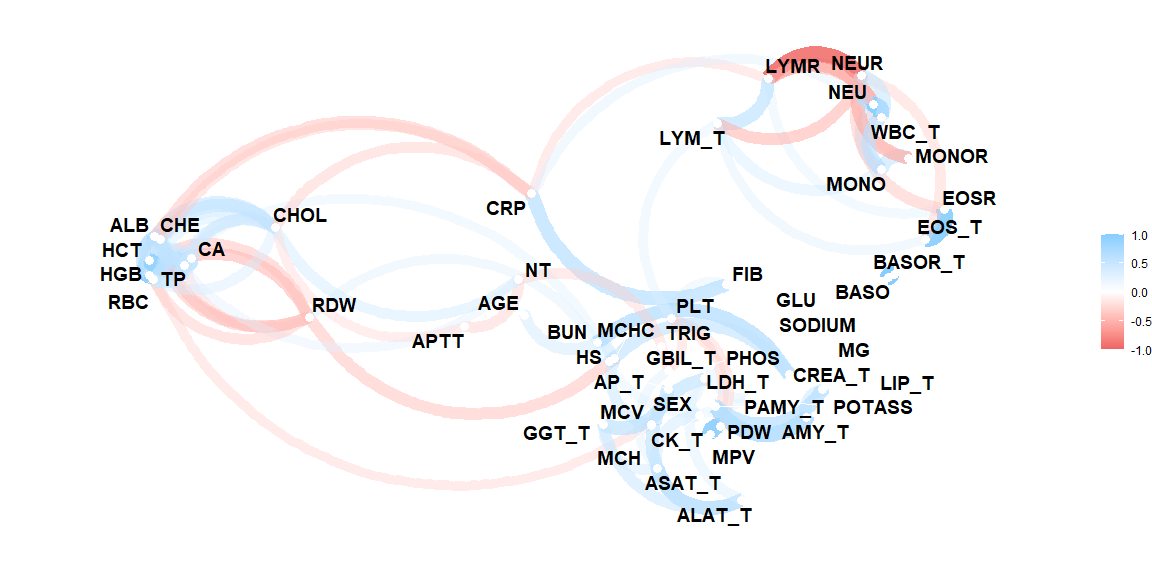 LYMR NEUR
NEU
WBC_T
LYM_T
MONOR
MONO
EOSR
CRP
ALB CHE CHOL
EOS_T
HCT CA
BASOR_T
HGB TP NT FIB
BASO
RBC RDW AGE PLT GLU
APTT BUN MCHC TRIG SODIUM
HS GBIL_T PHOS MG
AP_T LDH_T CREA_T LIP_T
MCV SEX PAMY_T POTASS
GGT_T CK_T PDW AMY_T
MCH MPV
ASAT_T
ALAT_T
1.0
0.5
0.0
-0.5
-1.0